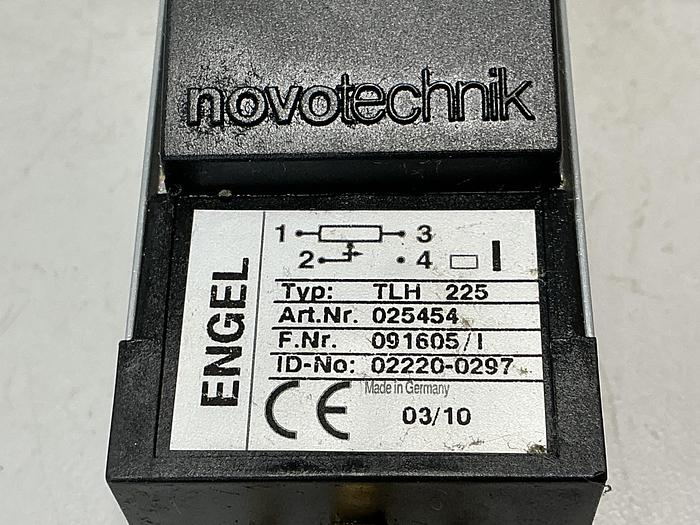 novotechnik
ENGEL
1 3
2 4 I
Typ: TLH 225
Art.Nr. 025454
F.Nr. 091605/I
ID-No: 02220-0297
Made in Germany
CE 03/10